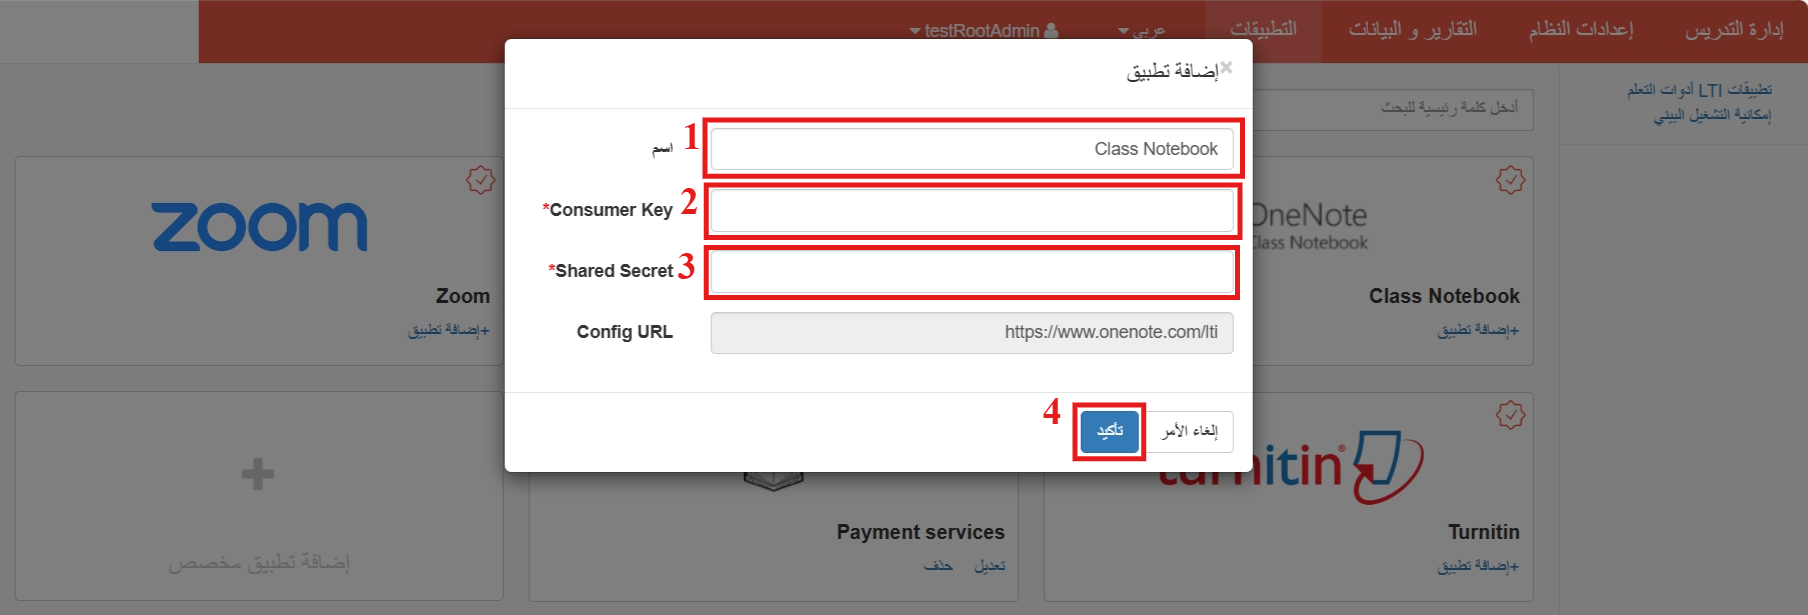 إدارة التدريس
إعدادات النظام
التقارير و البيانات
التطبيقات
عربي
testRootAdmin
تطبيقات LTI أدوات التعلم
إمكانية التشغيل البيني
أدخل كلمة رئيسية للبحث
×
إضافة تطبيق
اسم
1
Class Notebook
*Consumer Key
2
*Shared Secret
3
Config URL
https://www.onenote.com/lti
إلغاء الأمر
تأكيد
4
OneNote
Class Notebook
Class Notebook
+إضافة تطبيق
zoom
Zoom
+إضافة تطبيق
turnitin®
Turnitin
+إضافة تطبيق
Payment services
تعديل
حذف
إضافة تطبيق مخصص